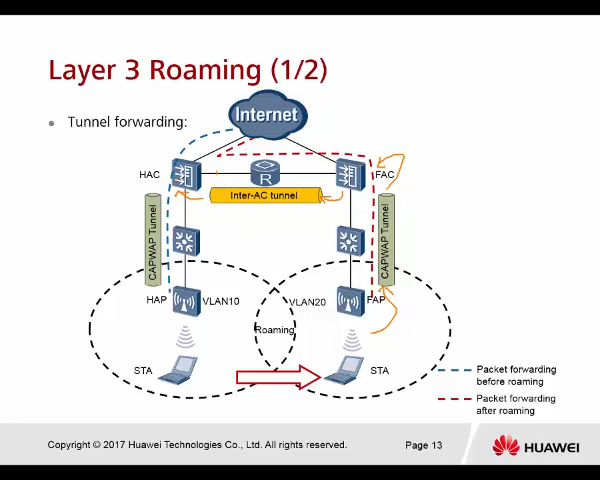 Layer 3 Roaming (1/2)
Tunnel forwarding:
Internet
HAC
R
FAC
Inter-AC tunnel
CAPWAP Tunnel
CAPWAP Tunnel
HAP
VLAN10
VLAN20
FAP
Roaming
STA
STA
Packet forwarding
before roaming
Packet forwarding
after roaming
Copyright © 2017 Huawei Technologies Co., Ltd. All rights reserved.
Page 13
HUAWEI